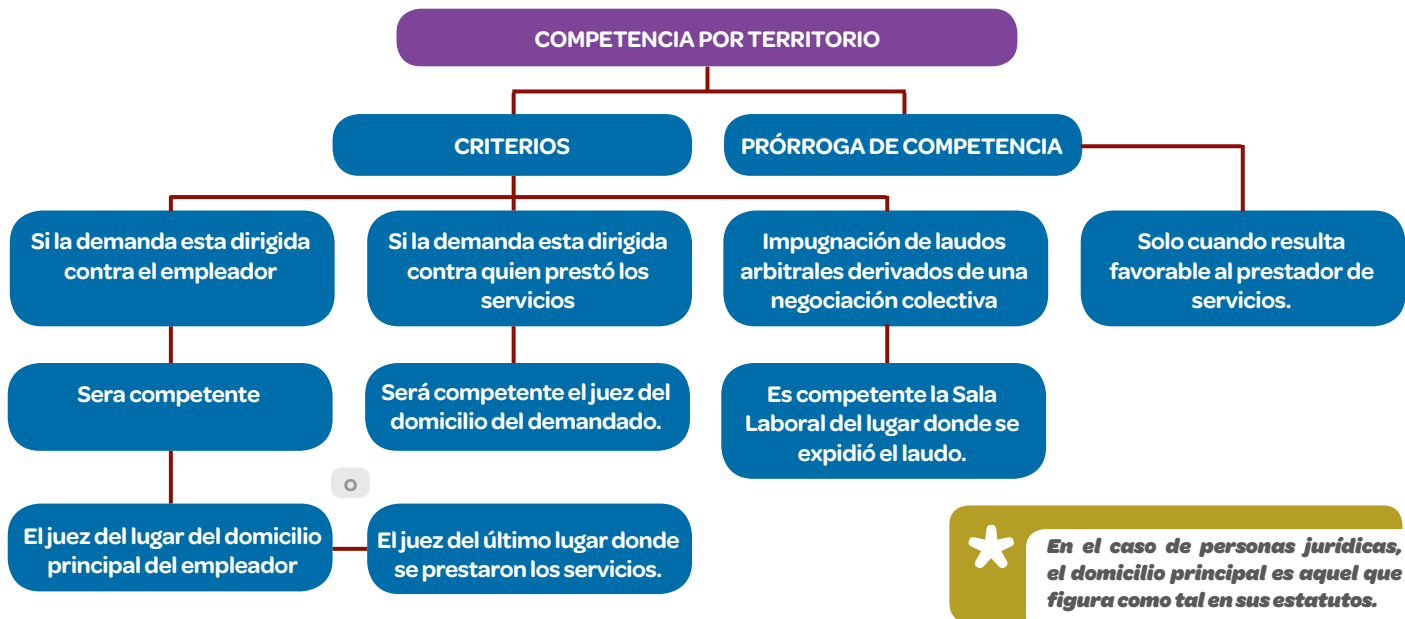 COMPETENCIA POR TERRITORIO
CRITERIOS
PRÓRROGA DE COMPETENCIA
Si la demanda esta dirigida
contra el empleador
Si la demanda esta dirigida
contra quien prestó los
servicios
Impugnación de laudos
arbitrales derivados de una
negociación colectiva
Solo cuando resulta
favorable al prestador de
servicios.
Sera competente
Será competente el juez del
domicilio del demandado.
Es competente la Sala
Laboral del lugar donde se
expidió el laudo.
o
El juez del lugar del domicilio
principal del empleador
El juez del último lugar donde
se prestaron los servicios.
*
En el caso de personas jurídicas,
el domicilio principal es aquel que
figura como tal en sus estatutos.